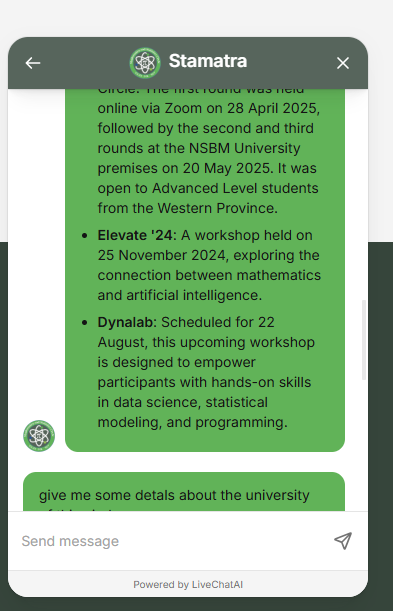 Stamatra
Circle. The first round was held
online via Zoom on 28 April 2025,
followed by the second and third
rounds at the NSBM University
premises on 20 May 2025. It was
open to Advanced Level students
from the Western Province.
• Elevate '24: A workshop held on
25 November 2024, exploring the
connection between mathematics
and artificial intelligence.
• Dynalab: Scheduled for 22
August, this upcoming workshop
is designed to empower
participants with hands-on skills
in data science, statistical
modeling, and programming.
give me some detals about the university
Send message
Powered by LiveChatAI